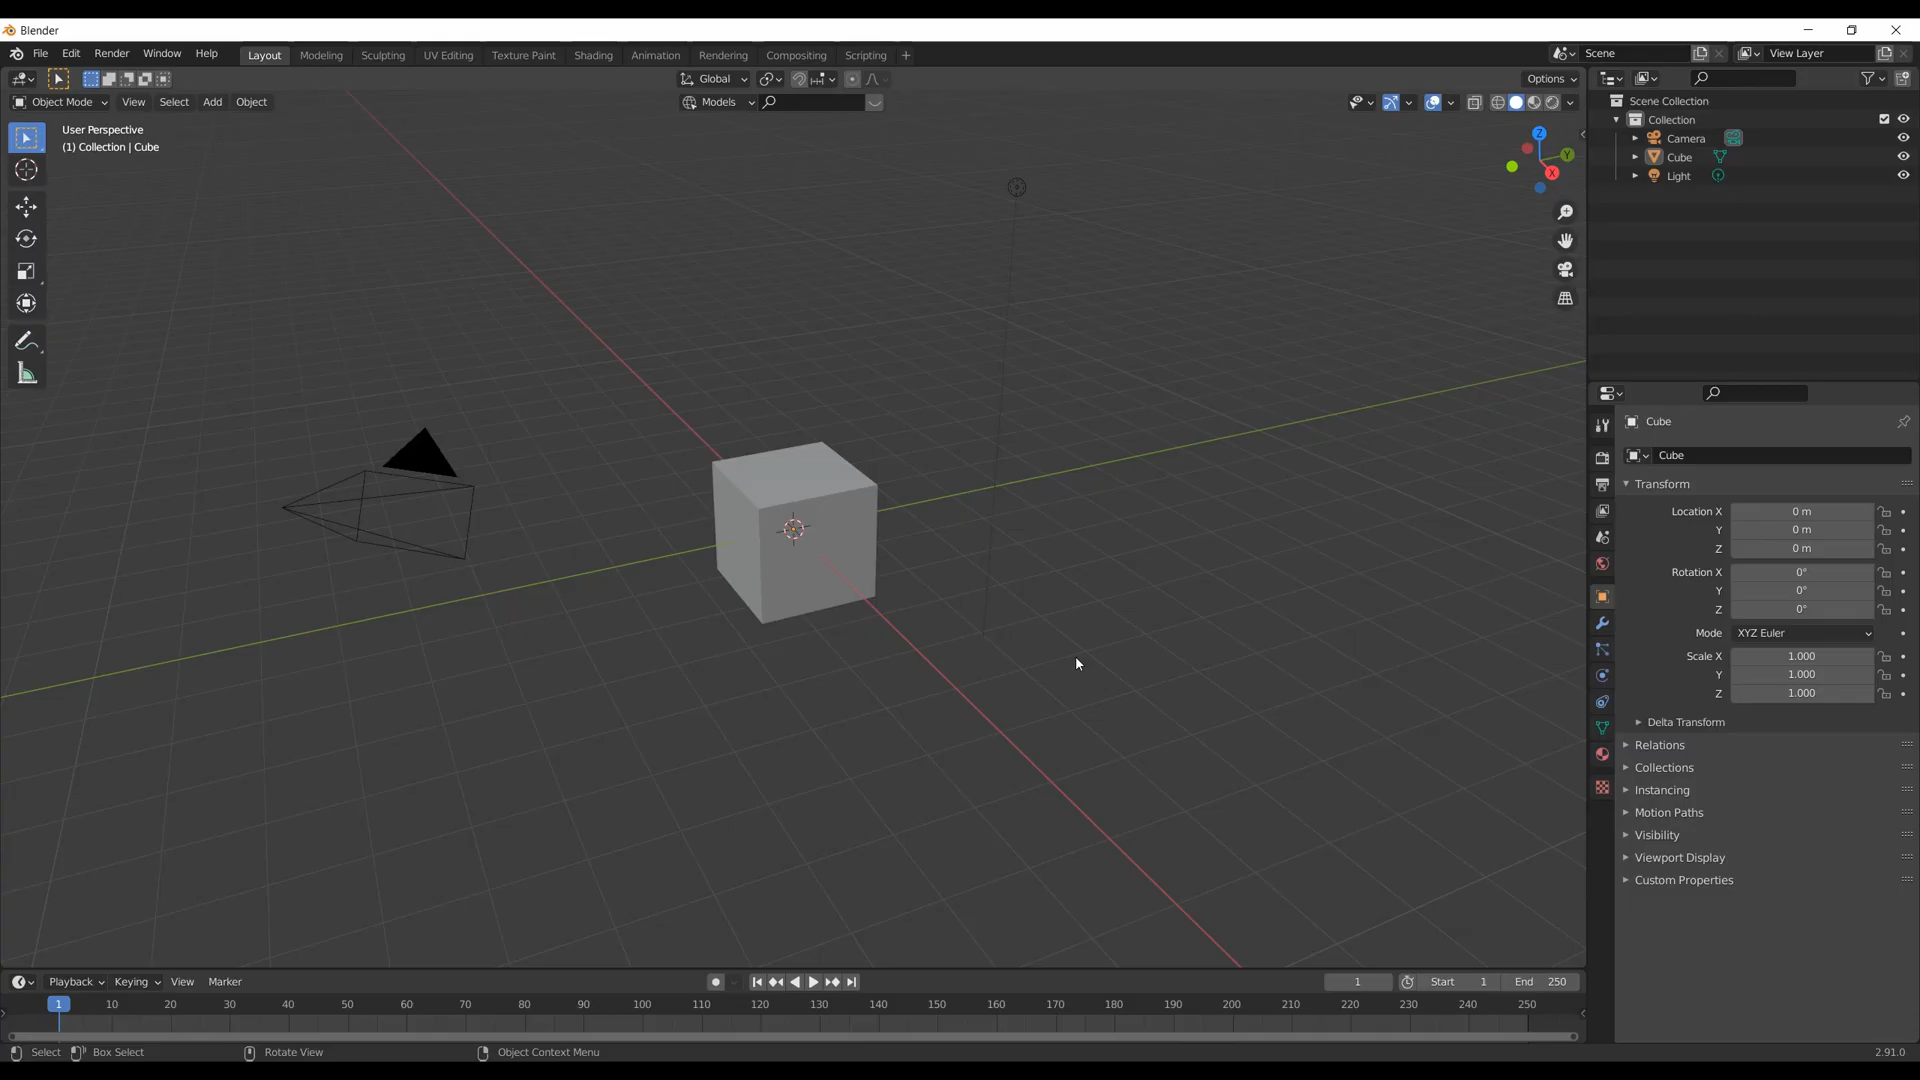 Blender
File Edit Render Window Help Layout Modeling Sculpting UV Editing Texture Paint Shading Animation Rendering Compositing Scripting + Scene View Layer
Global Options
Object Mode View Select Add Object Models
User Perspective
(1) Collection | Cube
Z
Y
X
Scene Collection
Collection
Camera
Cube
Light
Cube
Cube
Transform
Location X 0 m
Y 0 m
Z 0 m
Rotation X 0°
Y 0°
Z 0°
Mode XYZ Euler
Scale X 1.000
Y 1.000
Z 1.000
Delta Transform
Relations
Collections
Instancing
Motion Paths
Visibility
Viewport Display
Custom Properties
Playback Keying View Marker 1 Start 1 End 250
1 10 20 30 40 50 60 70 80 90 100 110 120 130 140 150 160 170 180 190 200 210 220 230 240 250
Select Box Select Rotate View Object Context Menu 2.91.0